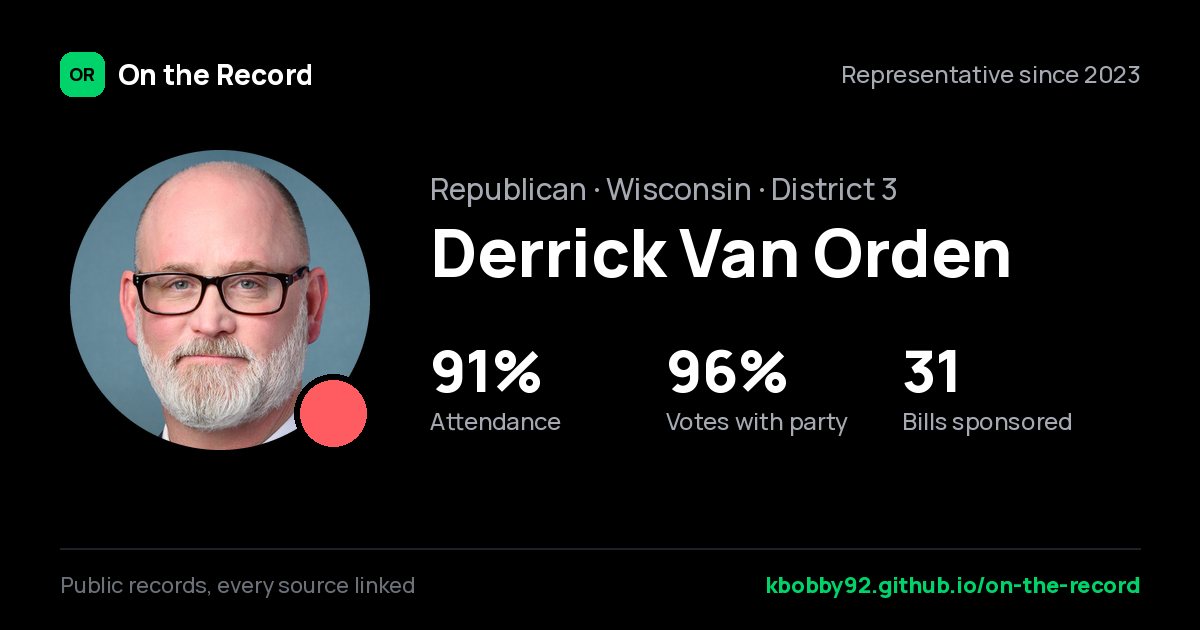 OR On the Record
Representative since 2023
Republican · Wisconsin · District 3
Derrick Van Orden
91% 96% 31
Attendance Votes with party Bills sponsored
Public records, every source linked
kbobby92.github.io/on-the-record